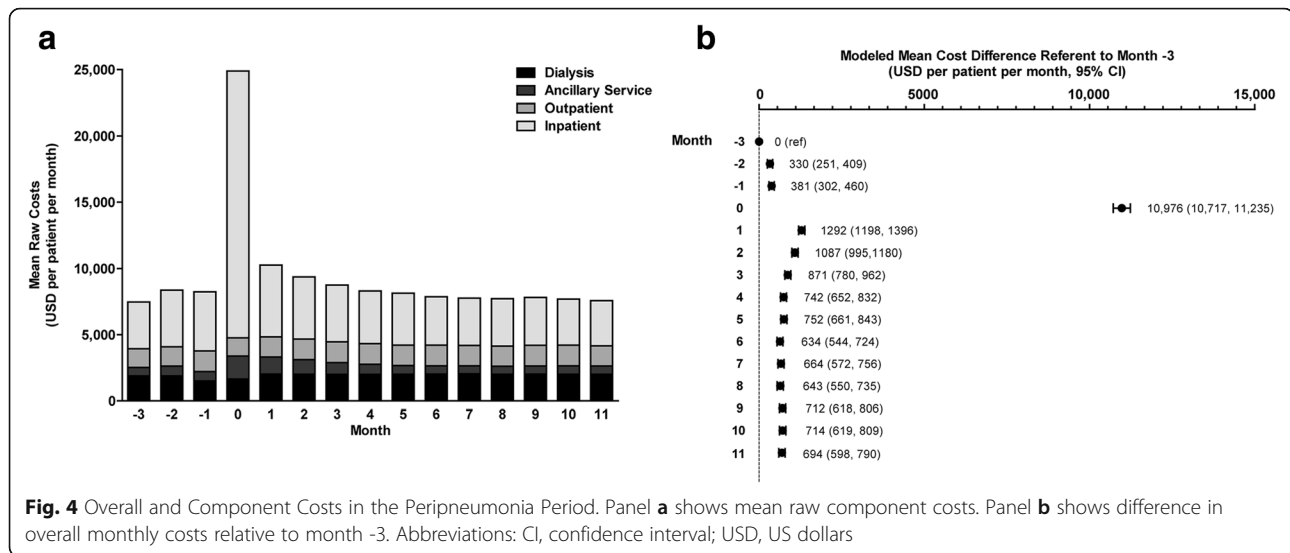 a
Mean Raw Costs
(USD per patient per month)
25,000
20,000
15,000
10,000
5,000
0
Dialysis
Ancillary Service
Outpatient
Inpatient
-3 -2 -1 0 1 2 3 4 5 6 7 8 9 10 11
Month
b
Modeled Mean Cost Difference Referent to Month -3
(USD per patient per month, 95% CI)
0 5000 10,000 15,000
Month -3 0 (ref)
-2 330 (251, 409)
-1 381 (302, 460)
0 10,976 (10,717, 11,235)
1 1292 (1198, 1396)
2 1087 (995,1180)
3 871 (780, 962)
4 742 (652, 832)
5 752 (661, 843)
6 634 (544, 724)
7 664 (572, 756)
8 643 (550, 735)
9 712 (618, 806)
10 714 (619, 809)
11 694 (598, 790)
Fig. 4 Overall and Component Costs in the Peripneumonia Period. Panel a shows mean raw component costs. Panel b shows difference in
overall monthly costs relative to month -3. Abbreviations: CI, confidence interval; USD, US dollars